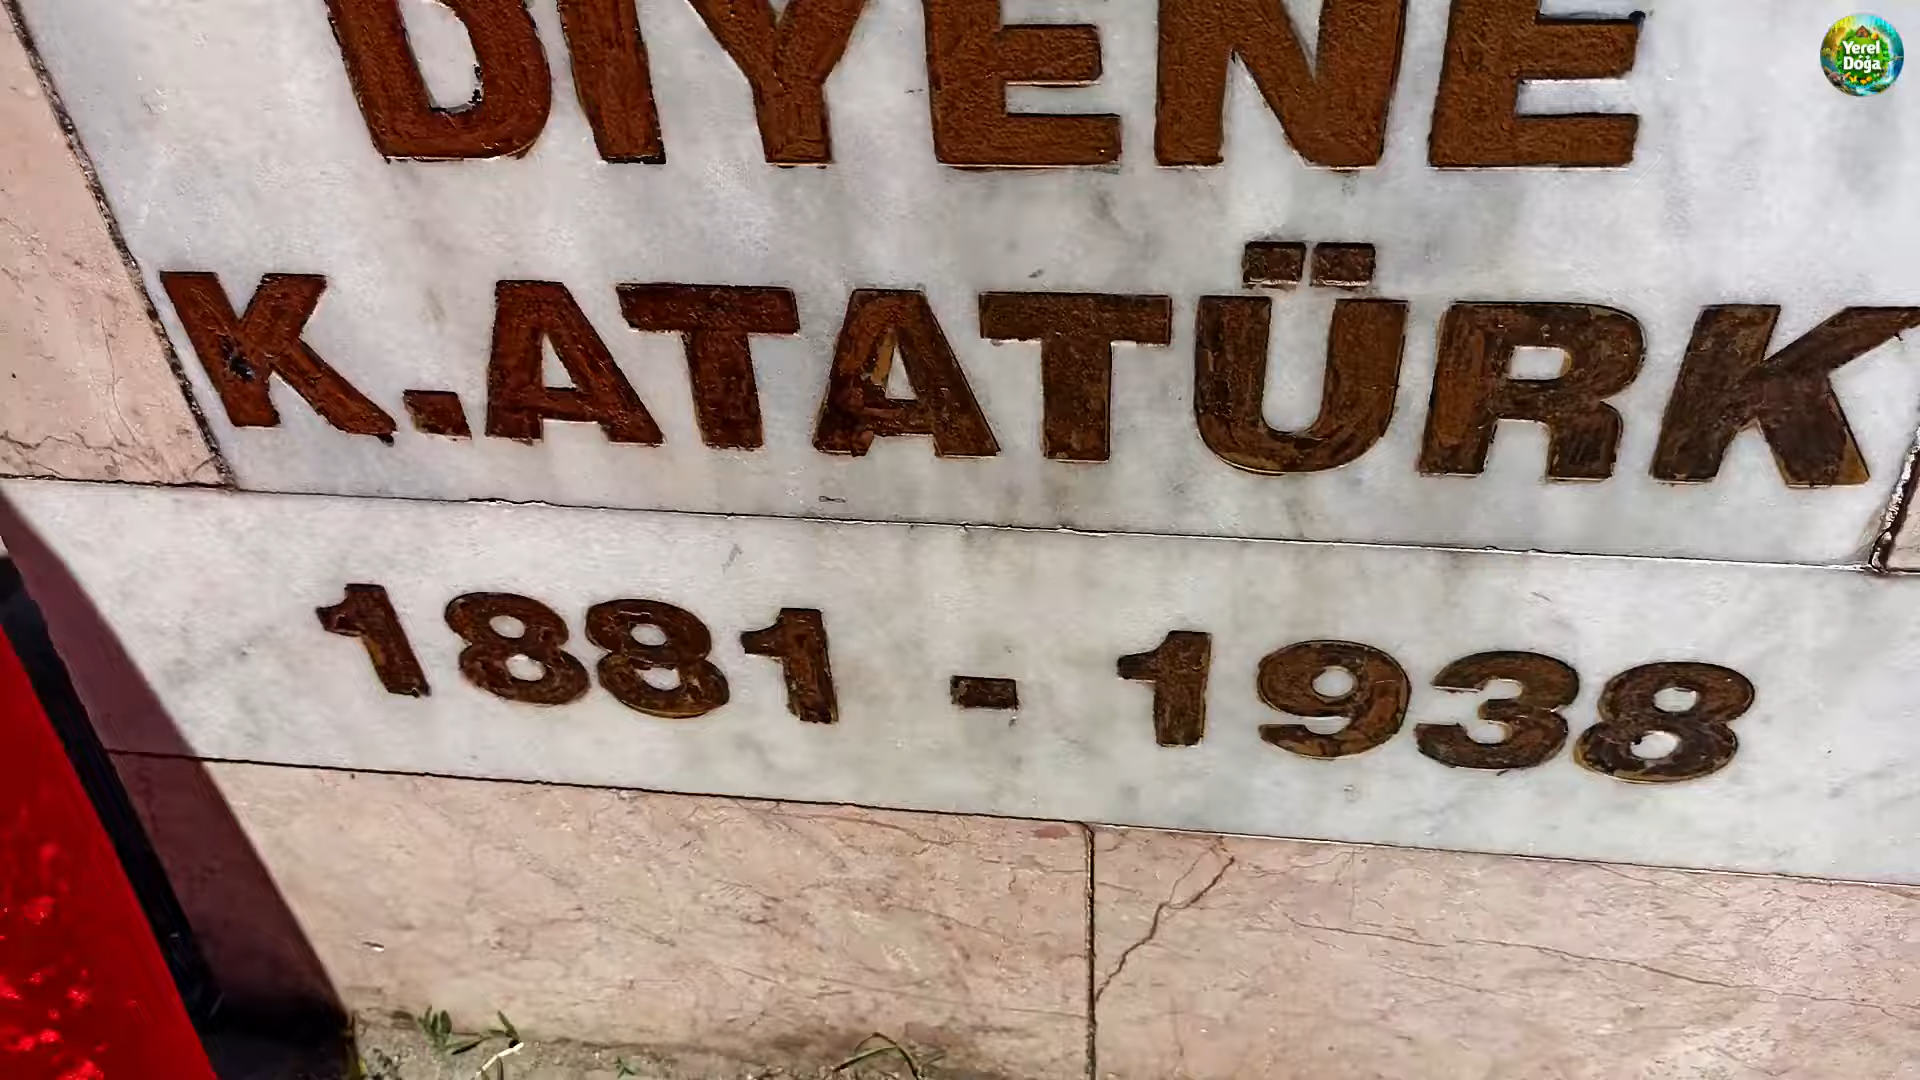 DİYENE
K.ATATÜRK
1881 - 1938
Yerel
Doğa